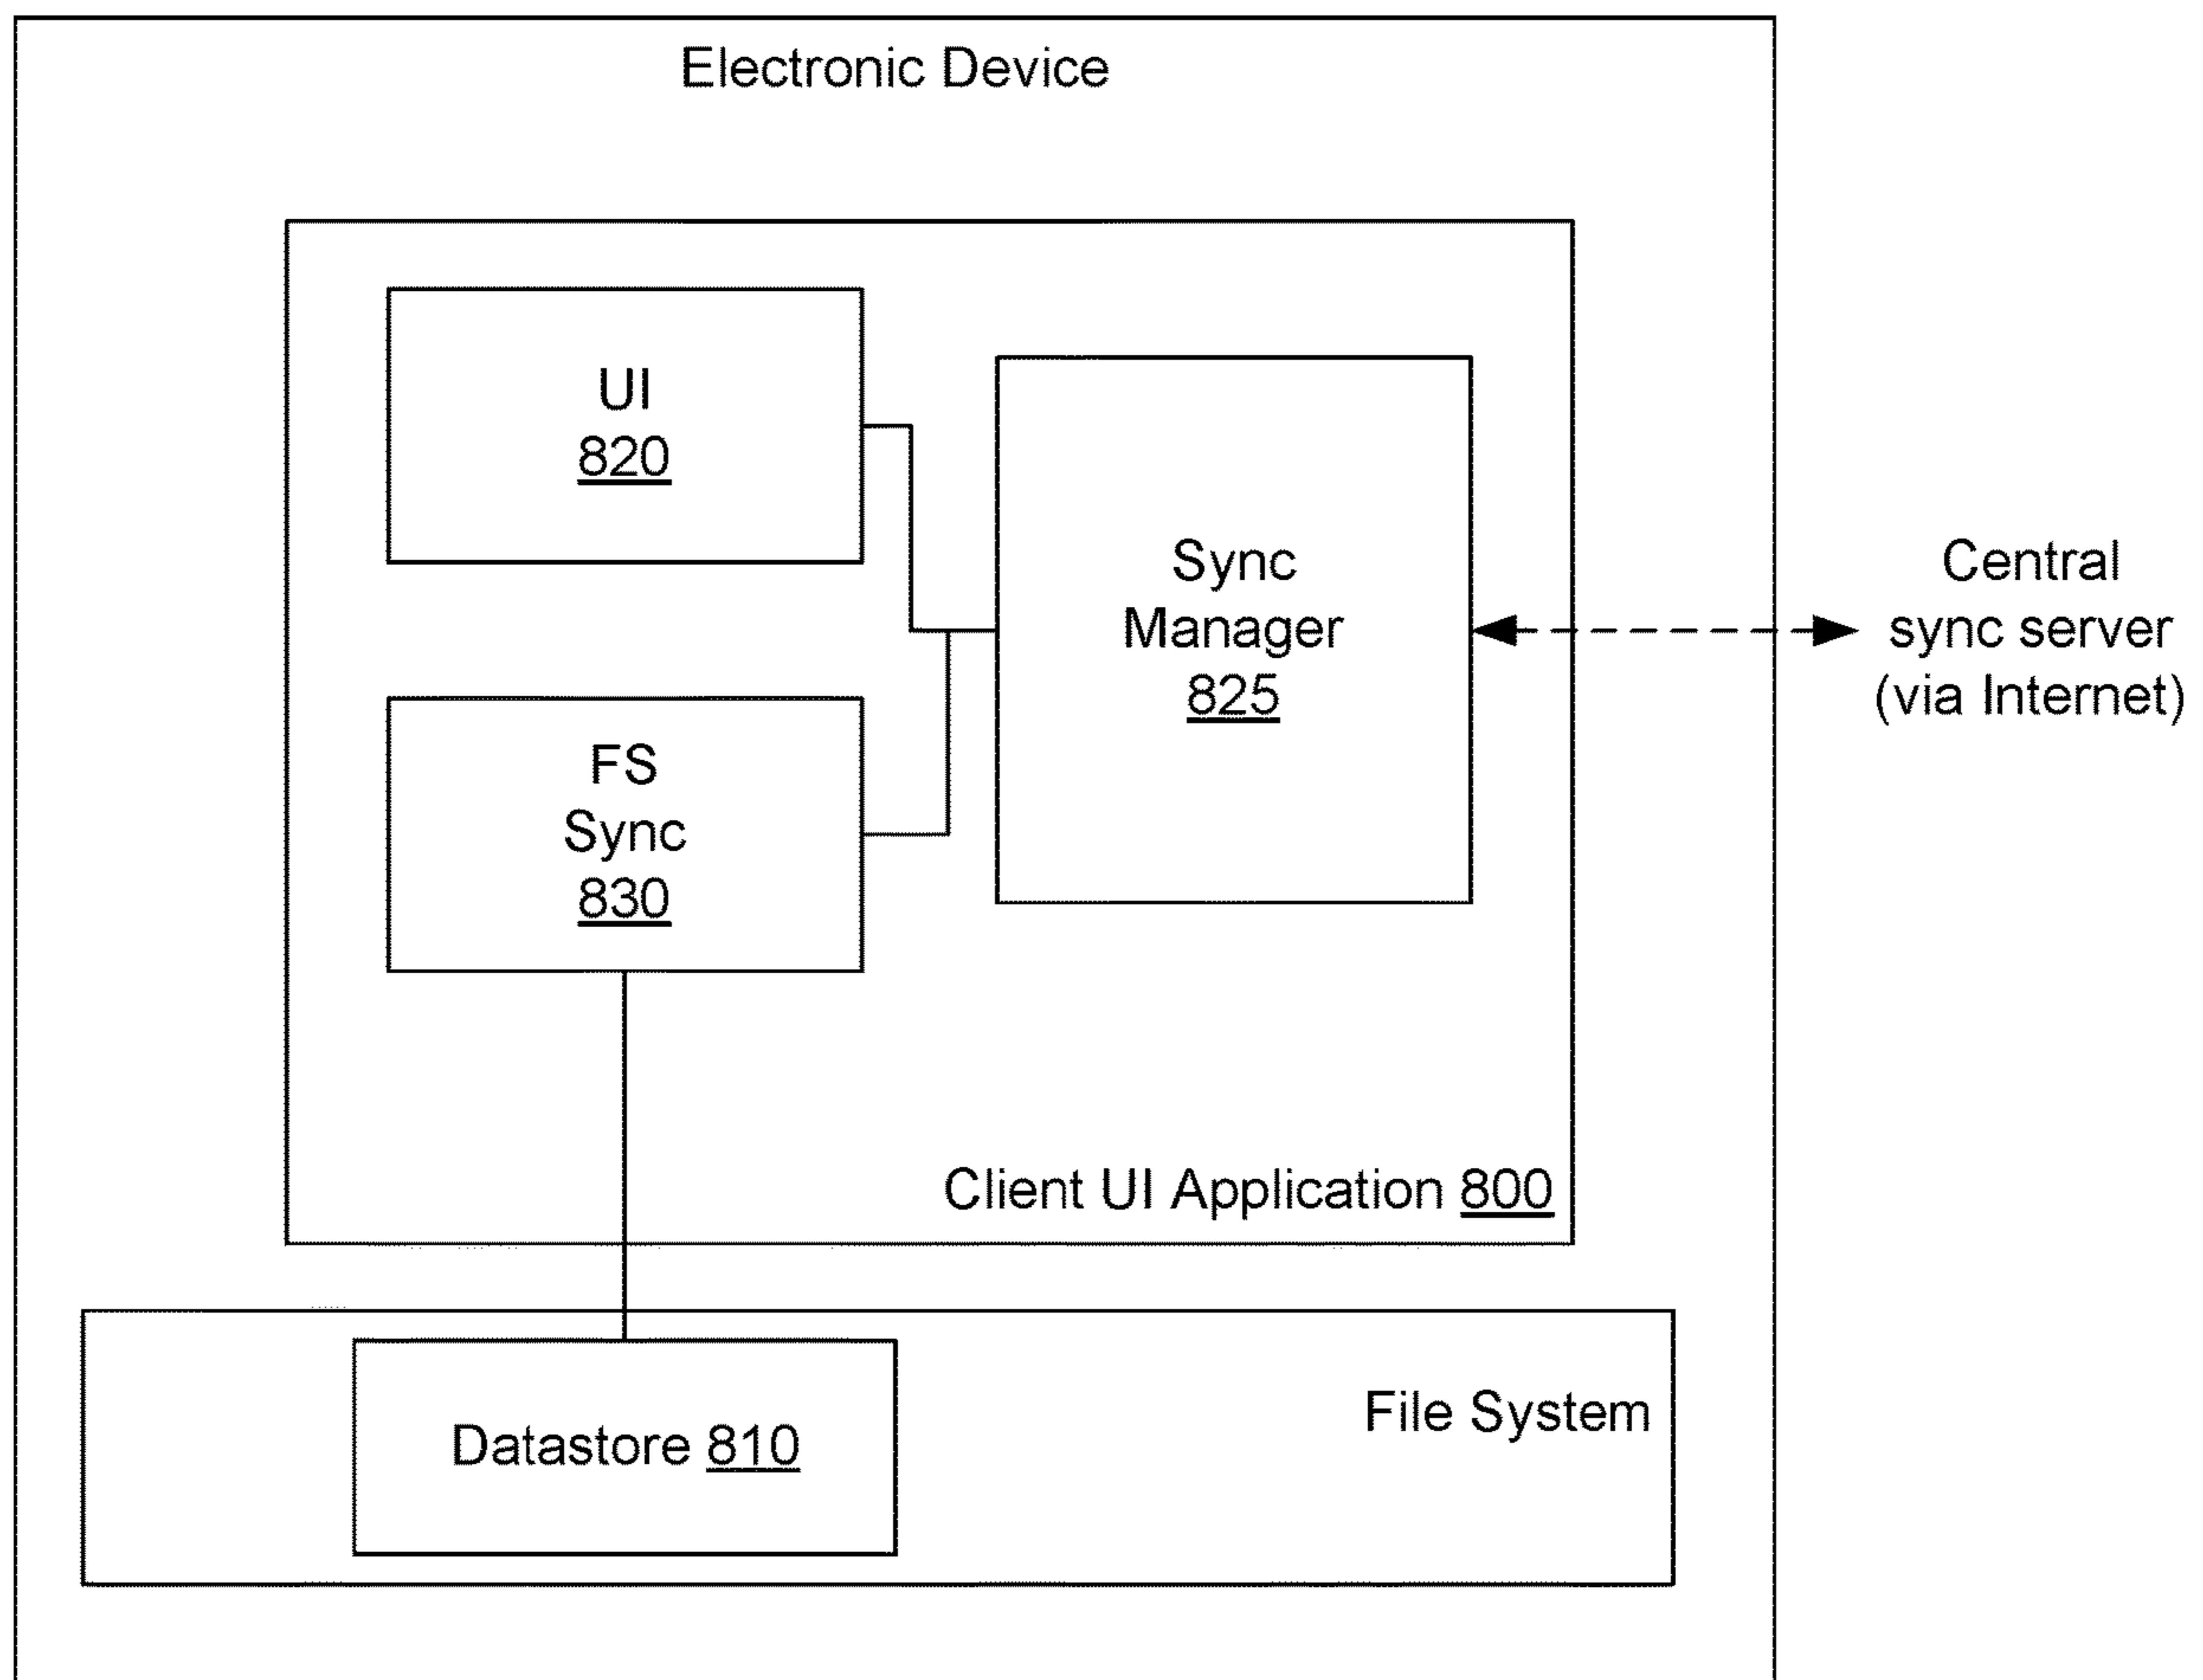 Electronic Device
UI
820
Sync
Manager
825
Central
sync server
(via Internet)
FS
Sync
830
Client UI Application 800
File System
Datastore 810